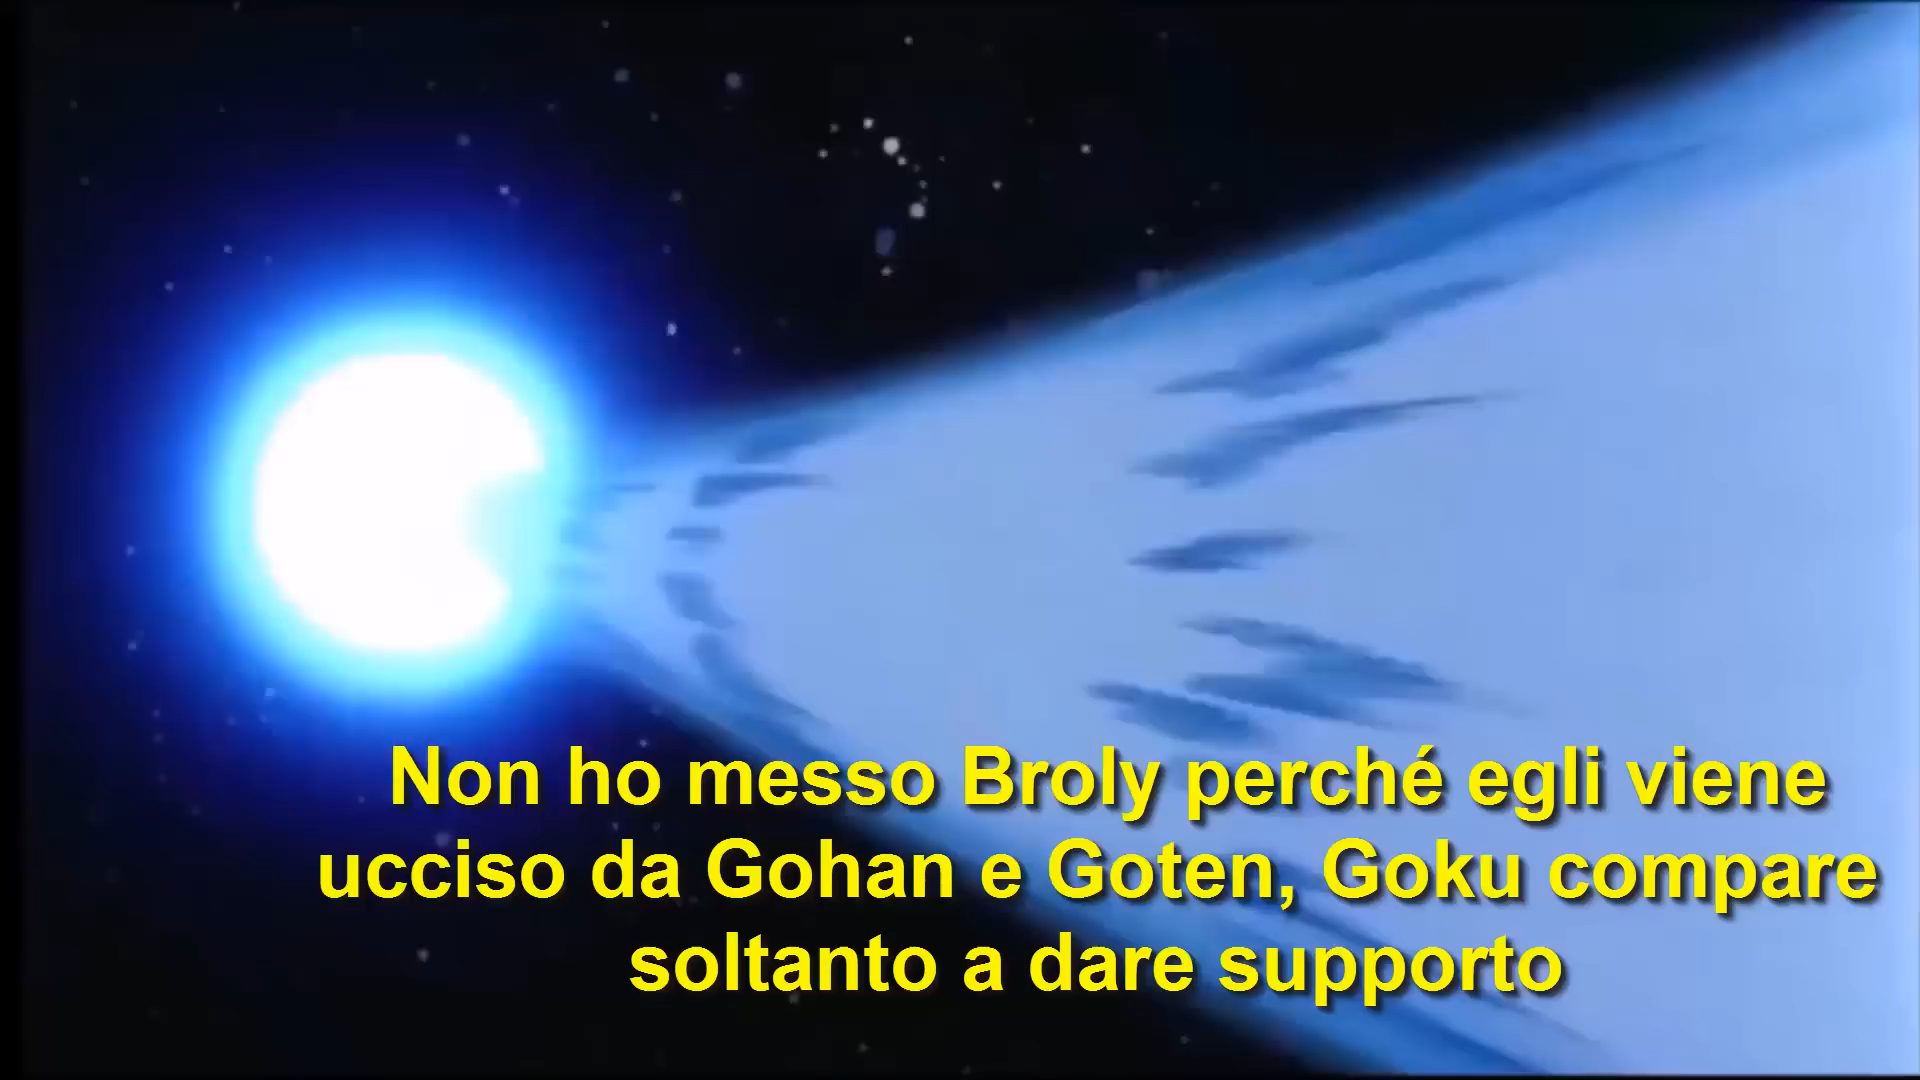 Non ho messo Broly perché egli viene
ucciso da Gohan e Goten, Goku compare
soltanto a dare supporto